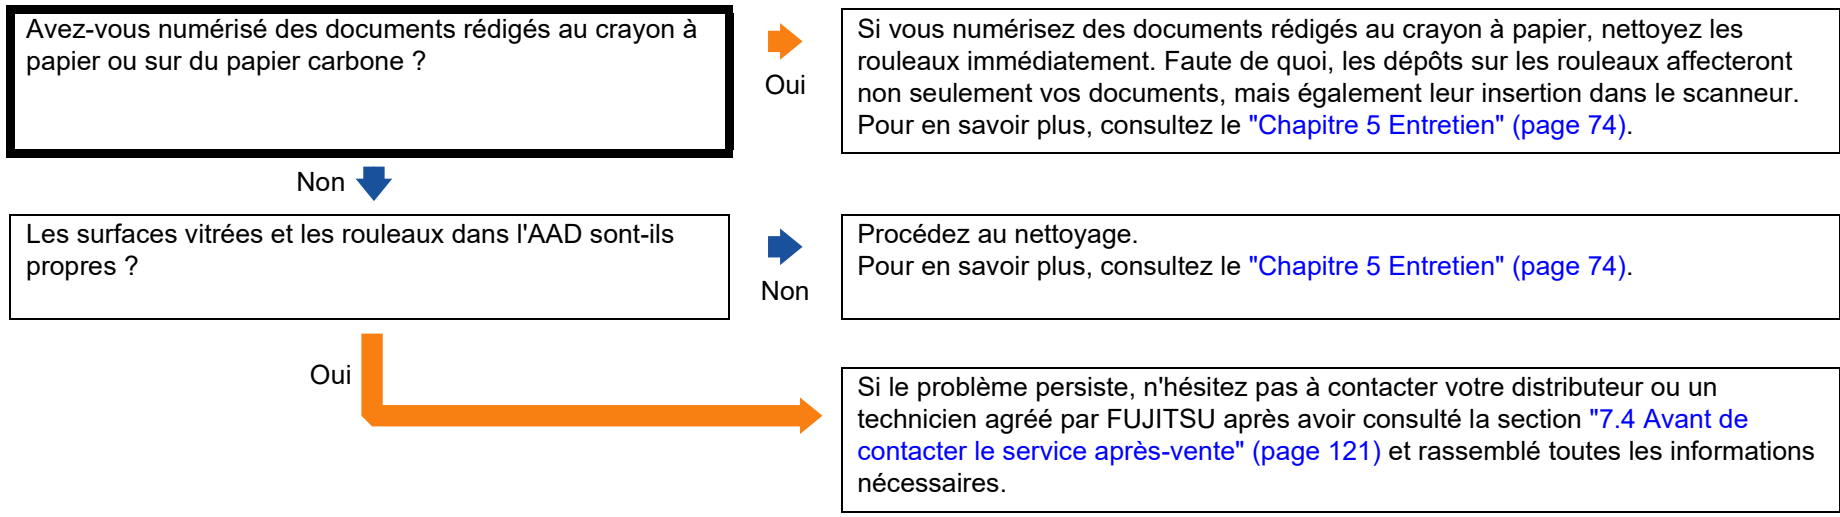 Avez-vous numérisé des documents rédigés au crayon à
papier ou sur du papier carbone ?
Oui
Si vous numérisez des documents rédigés au crayon à papier, nettoyez les
rouleaux immédiatement. Faute de quoi, les dépôts sur les rouleaux affecteront
non seulement vos documents, mais également leur insertion dans le scanneur.
Pour en savoir plus, consultez le "Chapitre 5 Entretien" (page 74).
Non
Les surfaces vitrées et les rouleaux dans l'AAD sont-ils
propres ?
Non
Procédez au nettoyage.
Pour en savoir plus, consultez le "Chapitre 5 Entretien" (page 74).
Oui
Si le problème persiste, n'hésitez pas à contacter votre distributeur ou un
technicien agréé par FUJITSU après avoir consulté la section "7.4 Avant de
contacter le service après-vente" (page 121) et rassemblé toutes les informations
nécessaires.